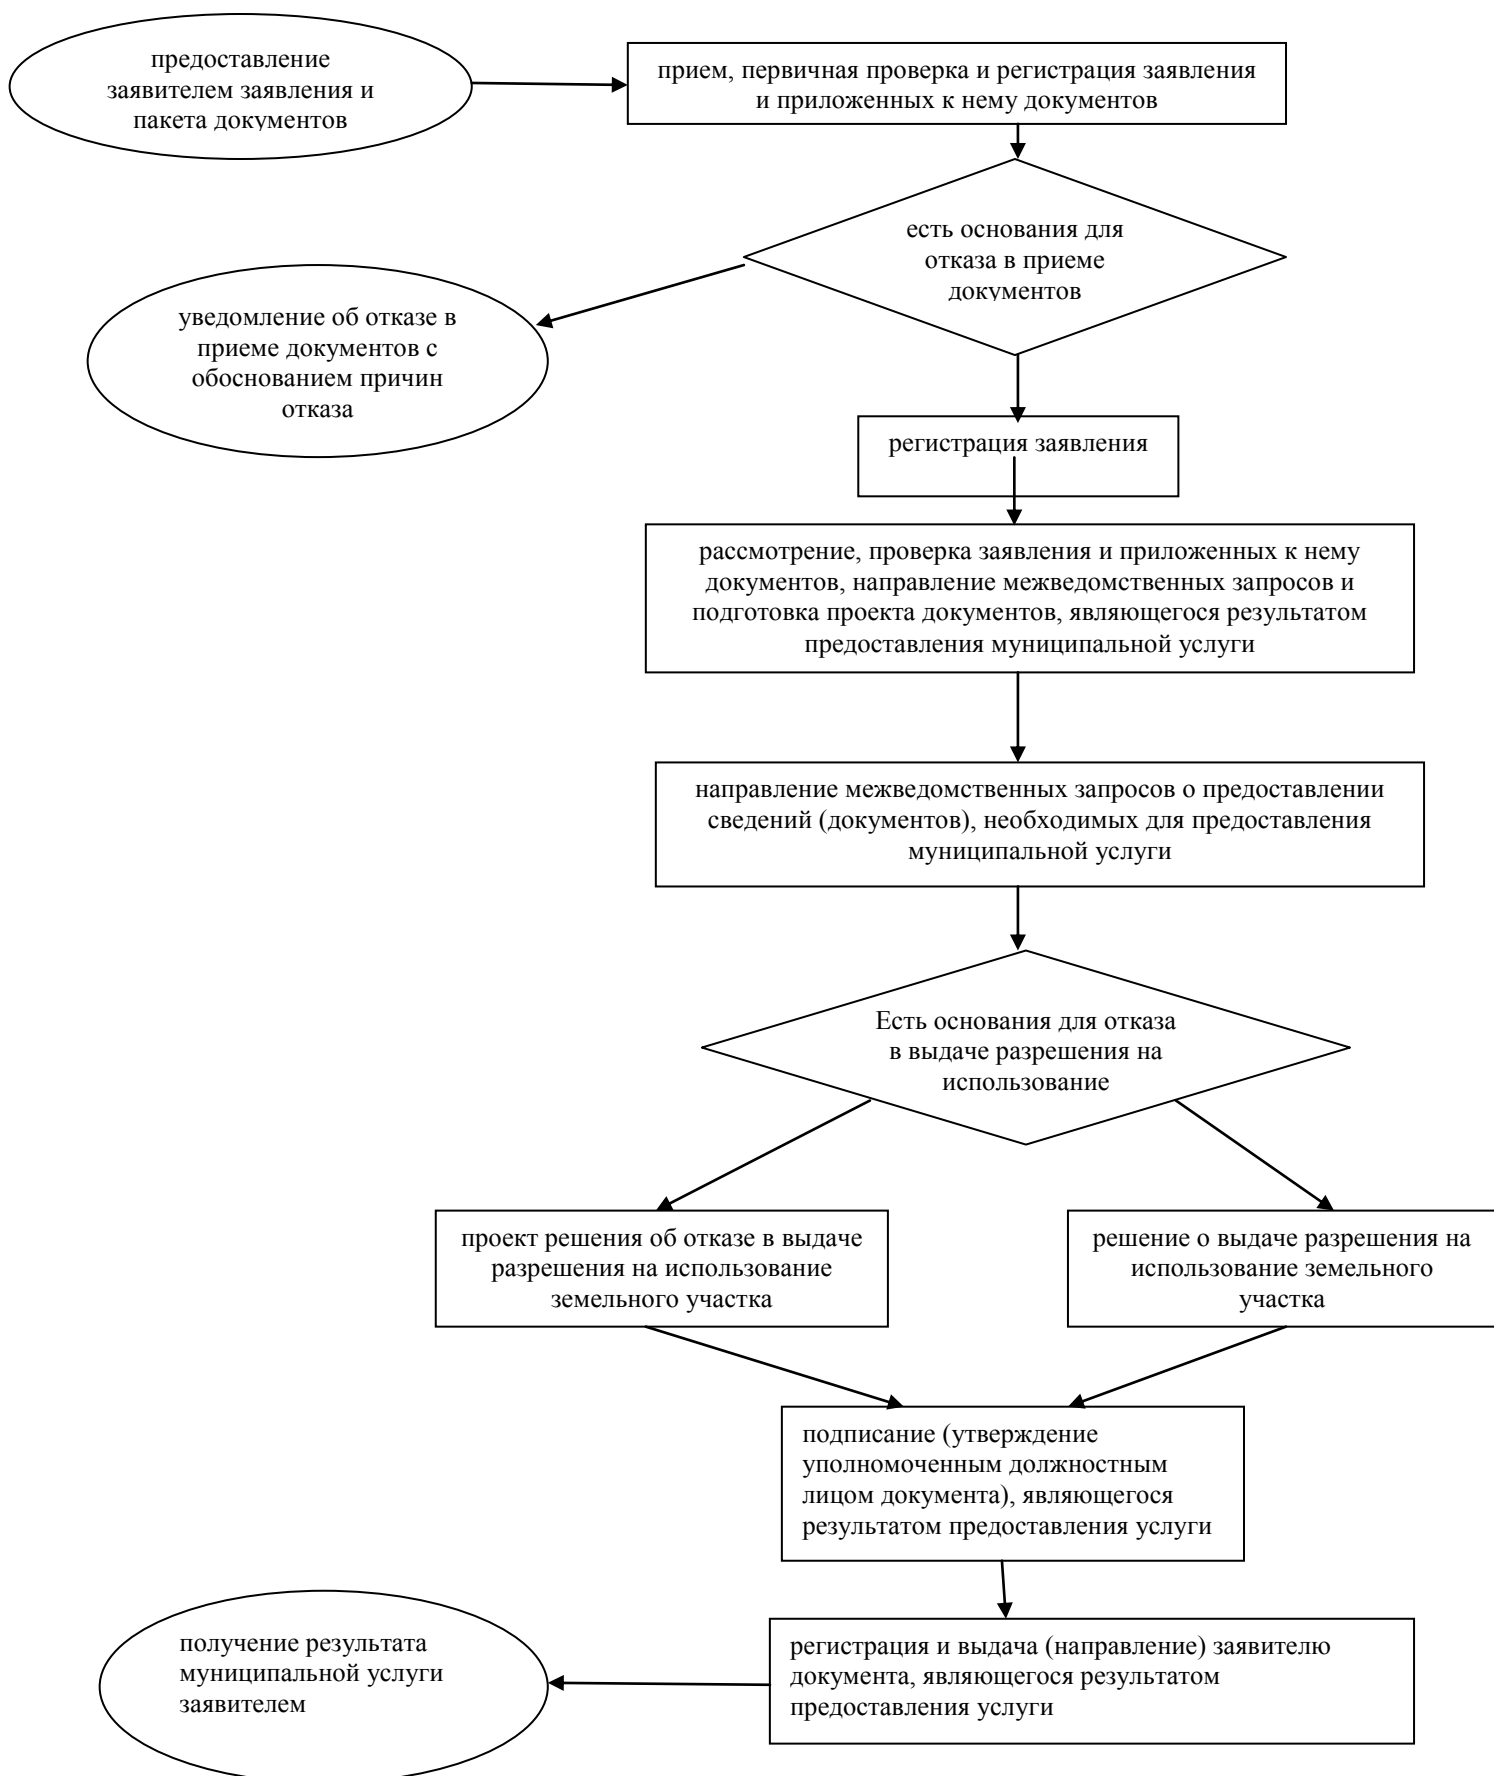 предоставление
заявителем заявления и
пакета документов
прием, первичная проверка и регистрация заявления
и приложенных к нему документов
есть основания для
отказа в приеме
документов
уведомление об отказе в
приеме документов с
обоснованием причин
отказа
регистрация заявления
рассмотрение, проверка заявления и приложенных к нему
документов, направление межведомственных запросов и
подготовка проекта документов, являющегося результатом
предоставления муниципальной услуги
направление межведомственных запросов о предоставлении
сведений (документов), необходимых для предоставления
муниципальной услуги
Есть основания для отказа
в выдаче разрешения на
использование
проект решения об отказе в выдаче
разрешения на использование
земельного участка
решение о выдаче разрешения на
использование земельного
участка
подписание (утверждение
уполномоченным должностным
лицом документа), являющегося
результатом предоставления услуги
получение результата
муниципальной услуги
заявителем
регистрация и выдача (направление) заявителю
документа, являющегося результатом
предоставления услуги